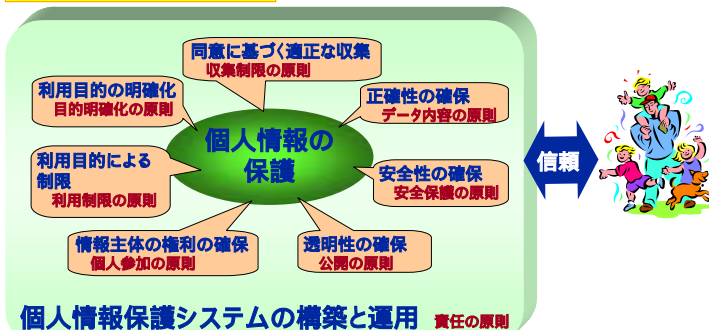 同意に基づく適正な収集
収集制限の原則
利用目的の明確化
目的明確化の原則
正確性の確保
データ内容の原則
個人情報の
保護
利用目的による
制限
利用制限の原則
安全性の確保
安全保護の原則
信頼
情報主体の権利の確保
個人参加の原則
透明性の確保
公開の原則
個人情報保護システムの構築と運用 責任の原則